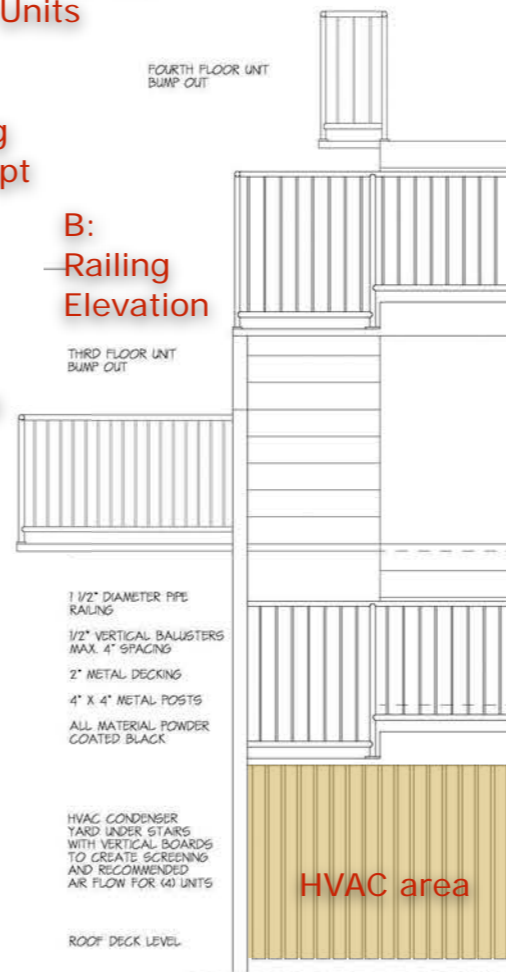 Units
FOURTH FLOOR UNIT
BUMP OUT
g
pt
B:
Railing
Elevation
THIRD FLOOR UNIT
BUMP OUT
1 1/2" DIAMETER PIPE
RAILING
1/2" VERTICAL BALUSTERS
MAX. 4" SPACING
2" METAL DECKING
4" X 4" METAL POSTS
ALL MATERIAL POWDER
COATED BLACK
HVAC CONDENSER
YARD UNDER STAIRS
WITH VERTICAL BOARDS
TO CREATE SCREENING
AND RECOMMENDED
AIR FLOW FOR (4) UNITS
HVAC area
ROOF DECK LEVEL